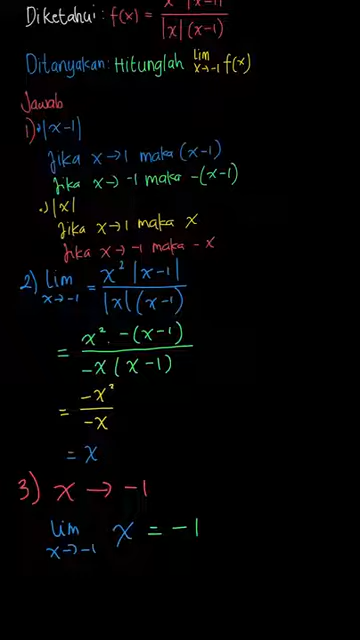 Diketahui: f(x) = x² |x-1| / |x| (x-1)
Ditanyakan: Hitunglah lim x→-1 f(x)
Jawab
1) • |x-1|
Jika x→1 maka (x-1)
Jika x→ -1 maka -(x-1)
•) |x|
Jika x→1 maka x
Jika x→ -1 maka -x
2) lim x→-1 = x² |x-1| / |x| (x-1)
= x² · -(x-1) / -x (x-1)
= -x² / -x
= x
3) x → -1
lim x→-1 x = -1